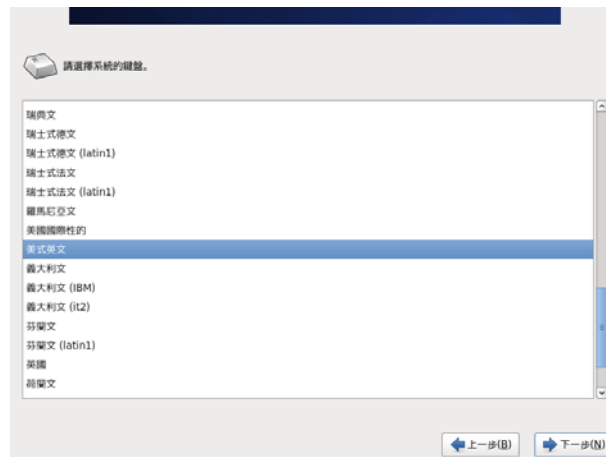 請選擇系統的鍵盤。
瑞典文
瑞士式德文
瑞士式德文 (latin1)
瑞士式法文
瑞士式法文 (latin1)
羅馬尼亞文
美國國際性的
美式英文
義大利文
義大利文 (IBM)
義大利文 (it2)
芬蘭文
芬蘭文 (latin1)
英國
荷蘭文
上一步(B)
下一步(N)